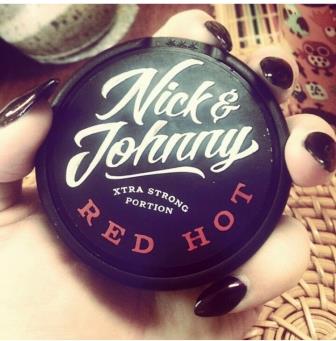 Nick &
Johnny
XTRA STRONG
PORTION
RED HOT